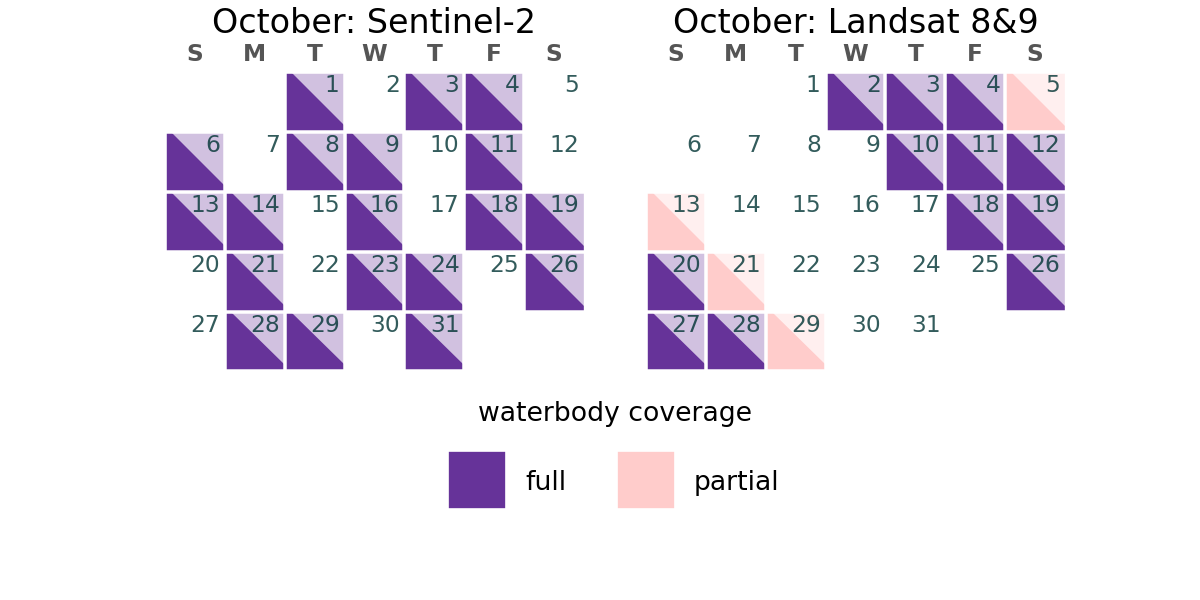 October: Sentinel-2
S M T W T F S
1 2 3 4 5
6 7 8 9 10 11 12
13 14 15 16 17 18 19
20 21 22 23 24 25 26
27 28 29 30 31
October: Landsat 8&9
S M T W T F S
1 2 3 4 5
6 7 8 9 10 11 12
13 14 15 16 17 18 19
20 21 22 23 24 25 26
27 28 29 30 31
waterbody coverage
full partial